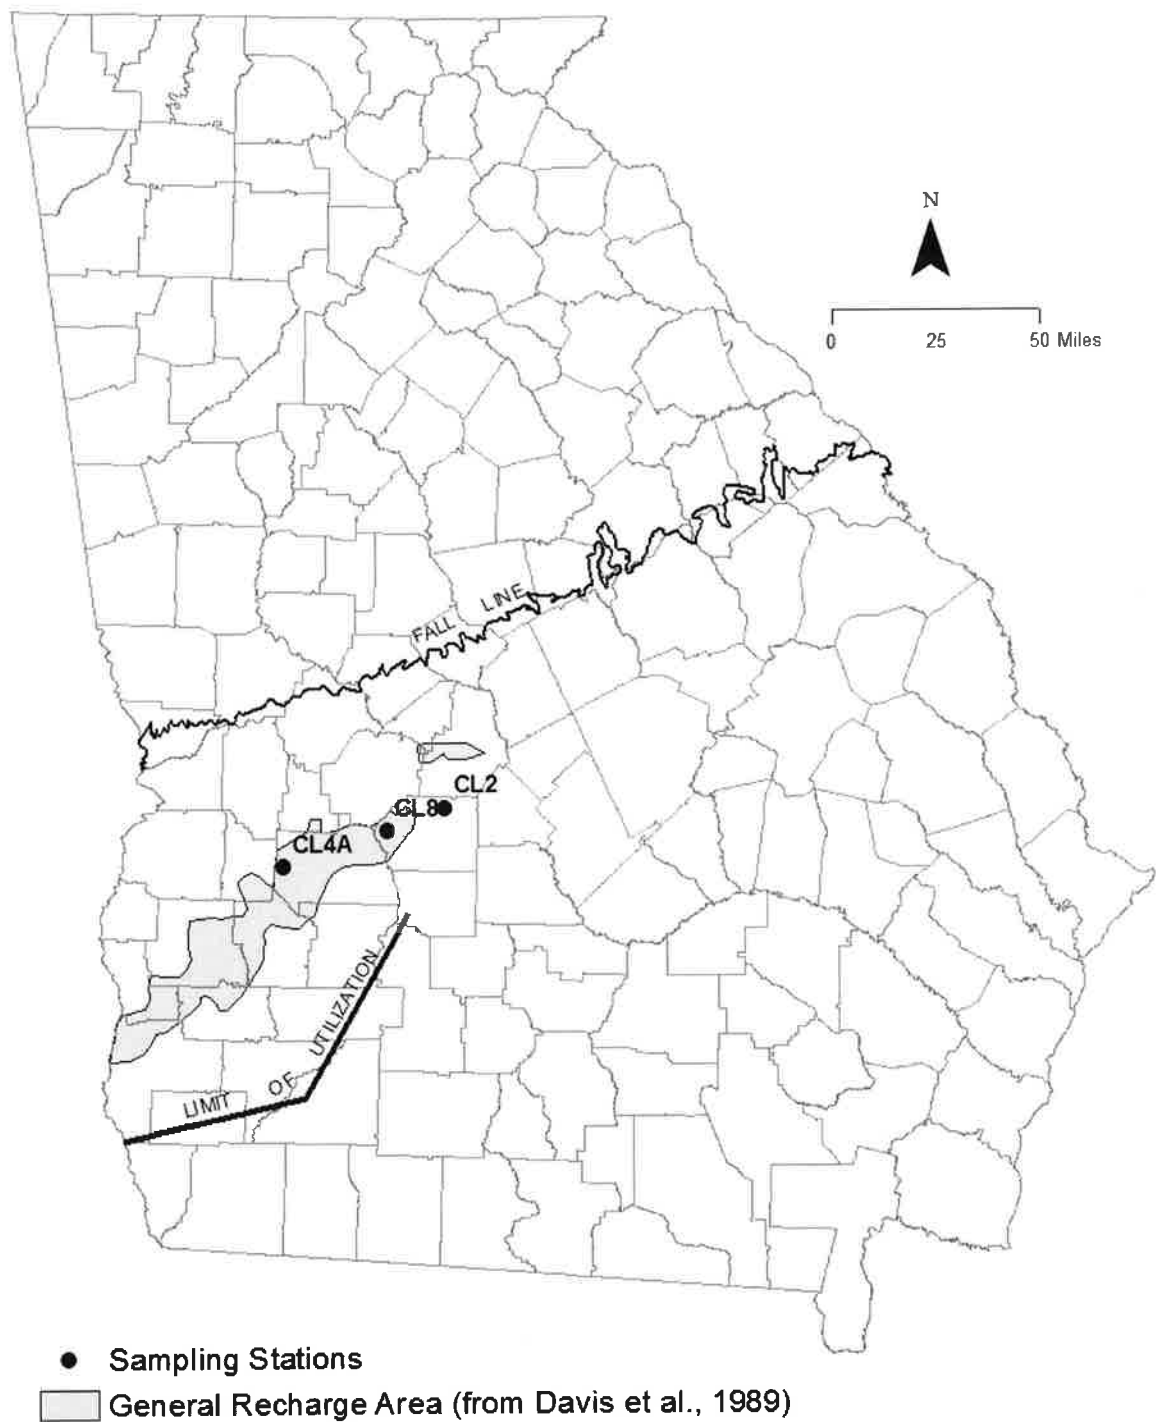 N
0 25 50 Miles
FALL LINE
CL2
CL8
CL4A
LIMIT OF UTILIZATION
Sampling Stations
General Recharge Area (from Davis et al., 1989)